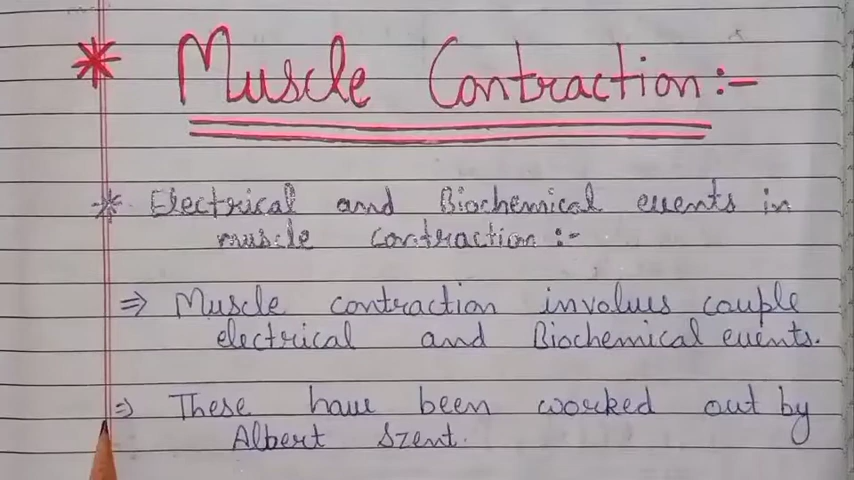 * Muscle Contraction :-
* Electrical and Biochemical events in
muscle contraction :-
⇒ Muscle contraction involves couple
electrical and Biochemical events.
⇒ These have been worked out by
Albert Szent.